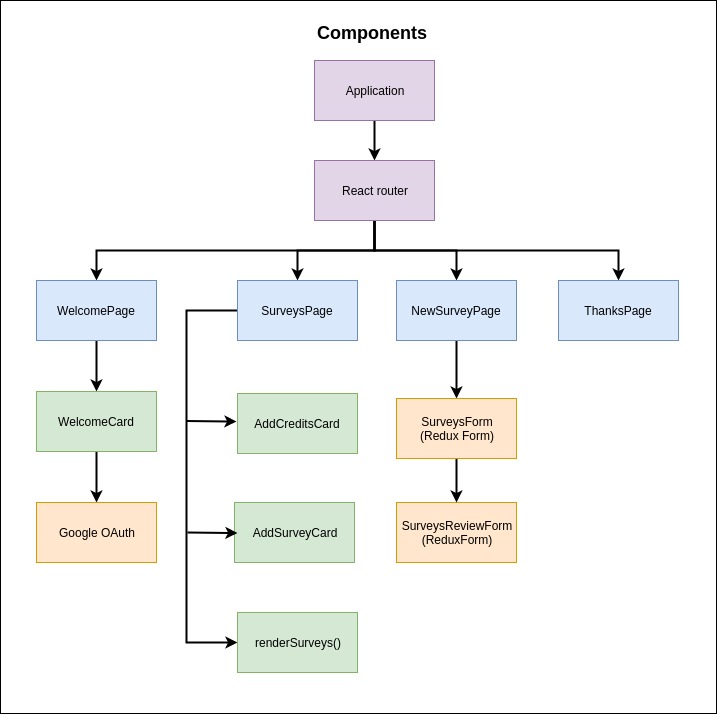 Components
Application
React router
WelcomePage
SurveysPage
NewSurveyPage
ThanksPage
WelcomeCard
AddCreditsCard
SurveysForm
(Redux Form)
Google OAuth
AddSurveyCard
SurveysReviewForm
(ReduxForm)
renderSurveys()